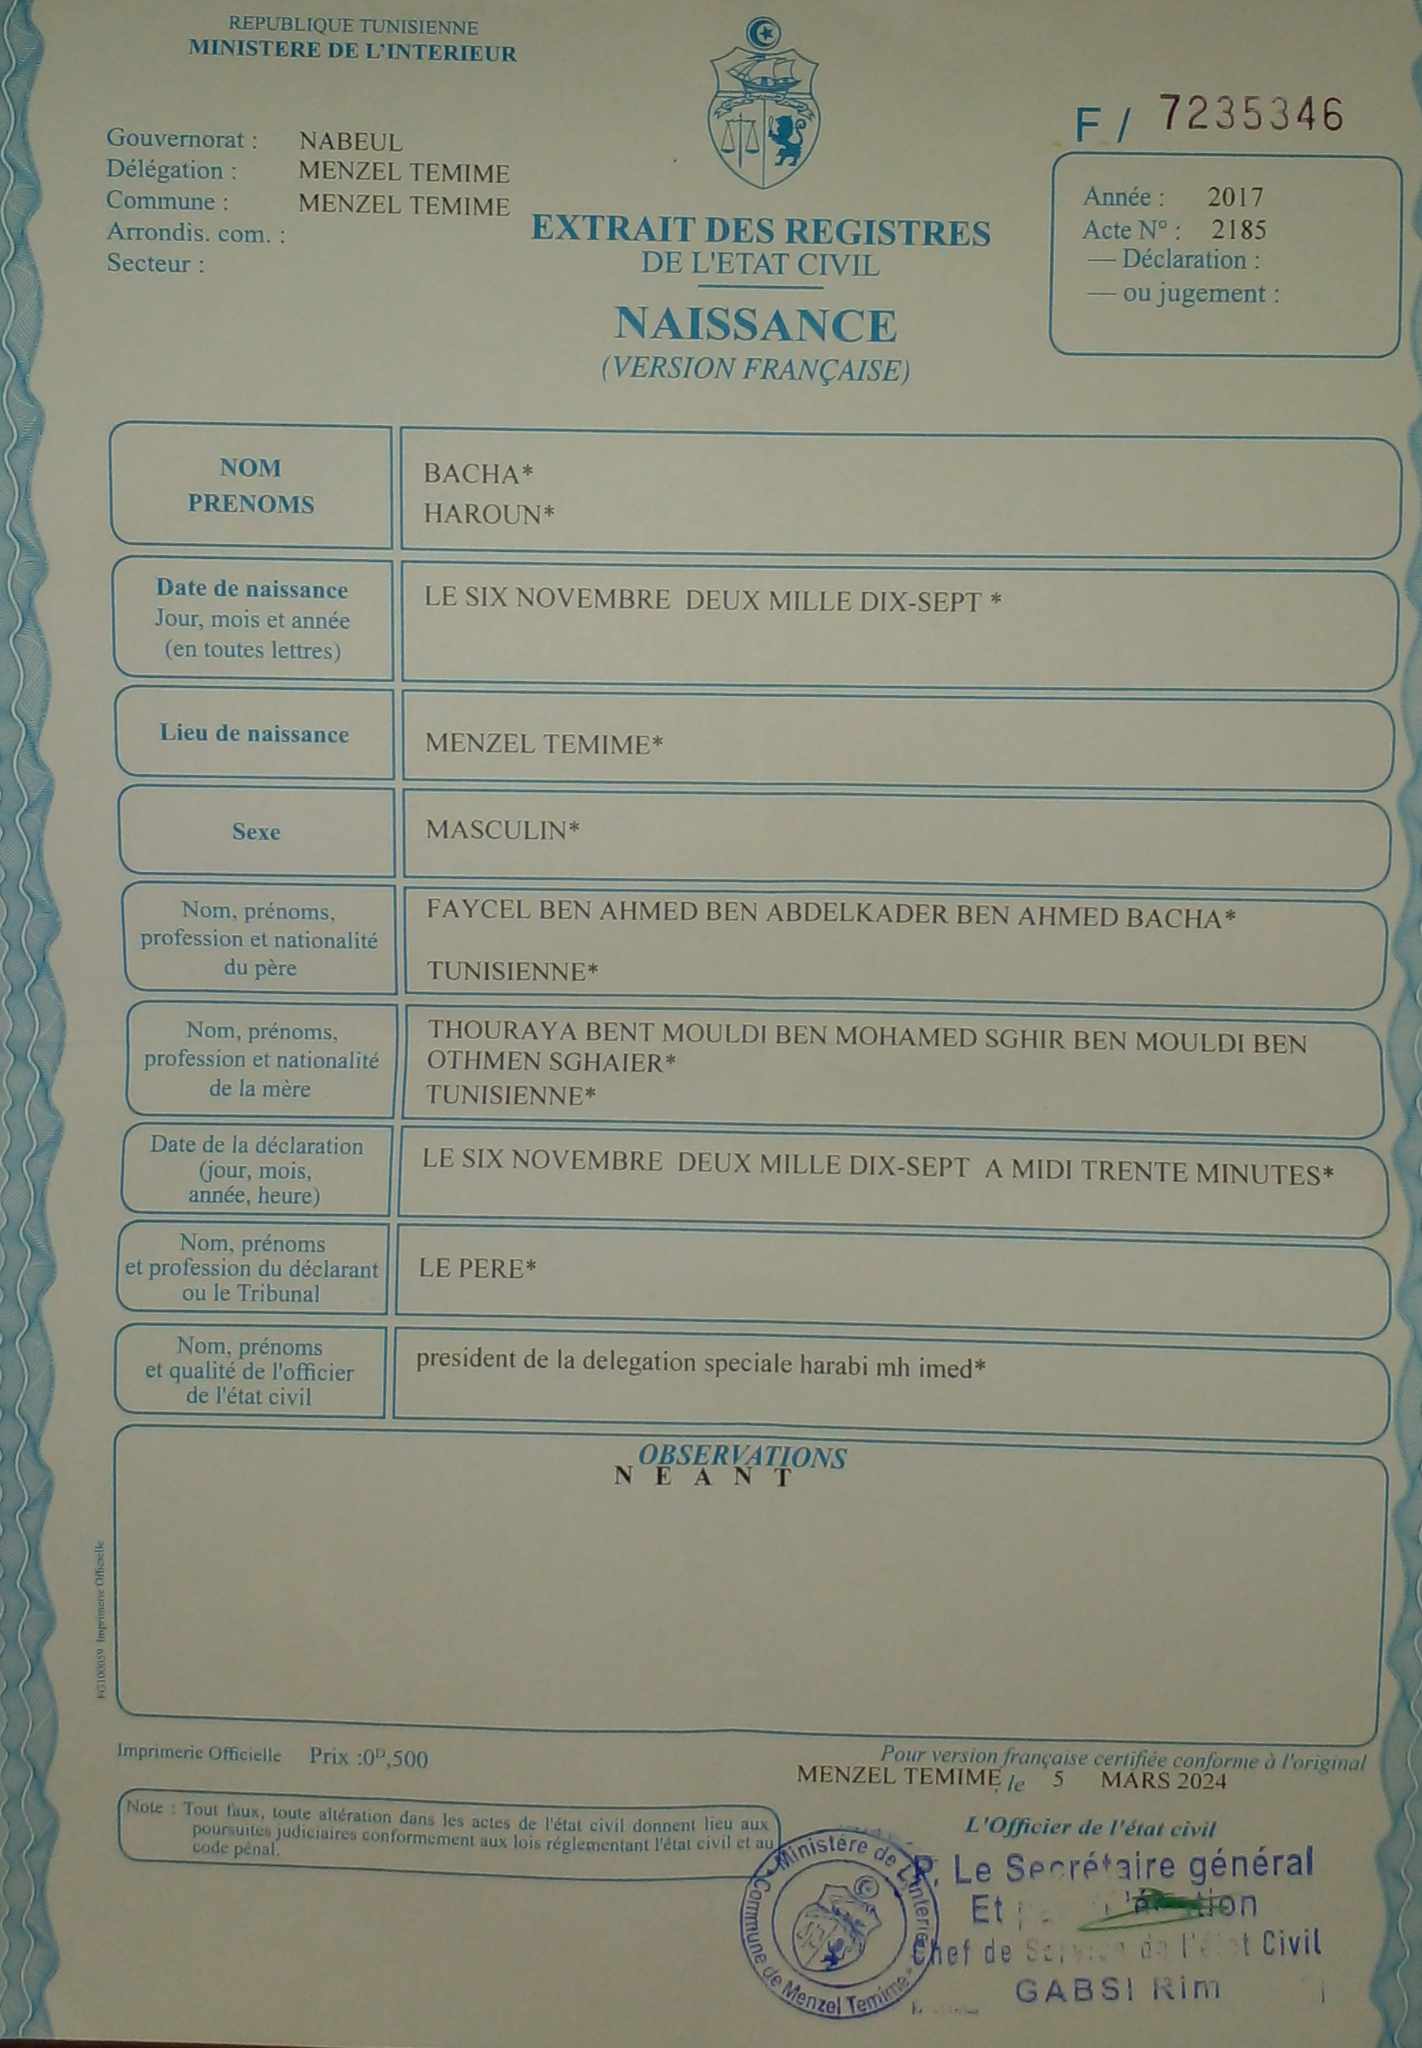 REPUBLIQUE TUNISIENNE
MINISTERE DE L'INTERIEUR
F / 7235346
Gouvernorat : NABEUL
Délégation : MENZEL TEMIME
Commune : MENZEL TEMIME
Arrondis. com. :
Secteur :
EXTRAIT DES REGISTRES
DE L'ETAT CIVIL
NAISSANCE
(VERSION FRANÇAISE)
Année : 2017
Acte N° : 2185
— Déclaration :
— ou jugement :
NOM
PRENOMS
BACHA*
HAROUN*
Date de naissance
Jour, mois et année
(en toutes lettres)
LE SIX NOVEMBRE DEUX MILLE DIX-SEPT *
Lieu de naissance
MENZEL TEMIME*
Sexe
MASCULIN*
Nom, prénoms,
profession et nationalité
du père
FAYCEL BEN AHMED BEN ABDELKADER BEN AHMED BACHA*
TUNISIENNE*
Nom, prénoms,
profession et nationalité
de la mère
THOURAYA BENT MOULDI BEN MOHAMED SGHIR BEN MOULDI BEN
OTHMEN SGHAIER*
TUNISIENNE*
Date de la déclaration
(jour, mois,
année, heure)
LE SIX NOVEMBRE DEUX MILLE DIX-SEPT A MIDI TRENTE MINUTES*
Nom, prénoms
et profession du déclarant
ou le Tribunal
LE PERE*
Nom, prénoms
et qualité de l'officier
de l'état civil
president de la delegation speciale harabi mh imed*
OBSERVATIONS
N E A N T
Imprimerie Officielle
Imprimerie Officielle Prix :0D,500
Pour version française certifiée conforme à l'original
MENZEL TEMIME, le 5 MARS 2024
Note : Tout faux, toute altération dans les actes de l'état civil donnent lieu aux
poursuites judiciaires conformement aux lois réglementant l'état civil et au
code pénal.
L'Officier de l'état civil
P. Le Secrétaire général
Et
Chef de Service de l'état Civil
GABSI Rim
Ministére de L'interieur
Commune de Menzel Temime